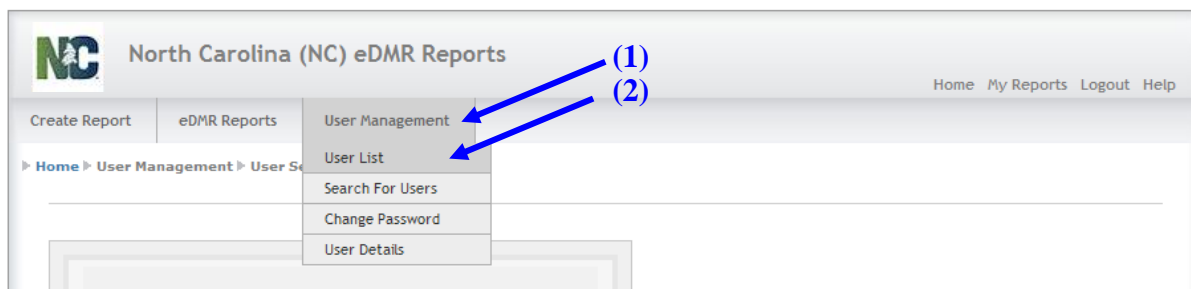 NC
North Carolina (NC) eDMR Reports
(1)
(2)
Home My Reports Logout Help
Create Report eDMR Reports User Management
User List
Home User Management User Se
Search For Users
Change Password
User Details